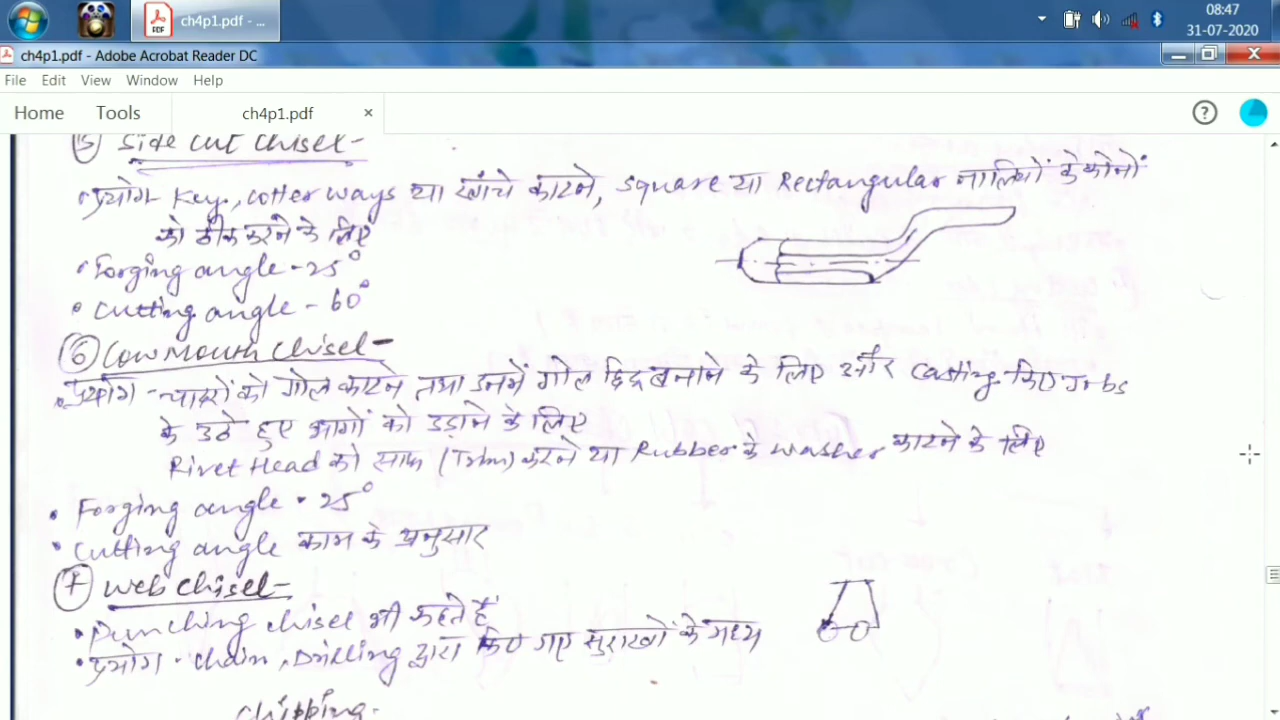 ch4p1.pdf - ...
08:47
31-07-2020
ch4p1.pdf - Adobe Acrobat Reader DC
File Edit View Window Help
Home Tools ch4p1.pdf × ?
⑤ Side cut chisel-
• प्रयोग Key, cotter ways या खांचे काटने, square या Rectangular नालियों के कोनों
को ठीक करने के लिए
• Forging angle - 25°
• Cutting angle - 60°
⑥ Cow mouth chisel-
प्रयोग - चादरों को गोल काटने तथा उनमें गोल छिद्र बनाने के लिए और casting किए Jobs
के उठे हुए भागों को उड़ाने के लिए
Rivet Head को साफ (Trim) करने या Rubber के washer काटने के लिए
• Forging angle - 25°
• Cutting angle काम के अनुसार
⑦ Web chisel-
• Punching chisel भी कहते हैं
• प्रयोग - chain, Drilling द्वारा किए गए सुराखों के मध्य
chipping.